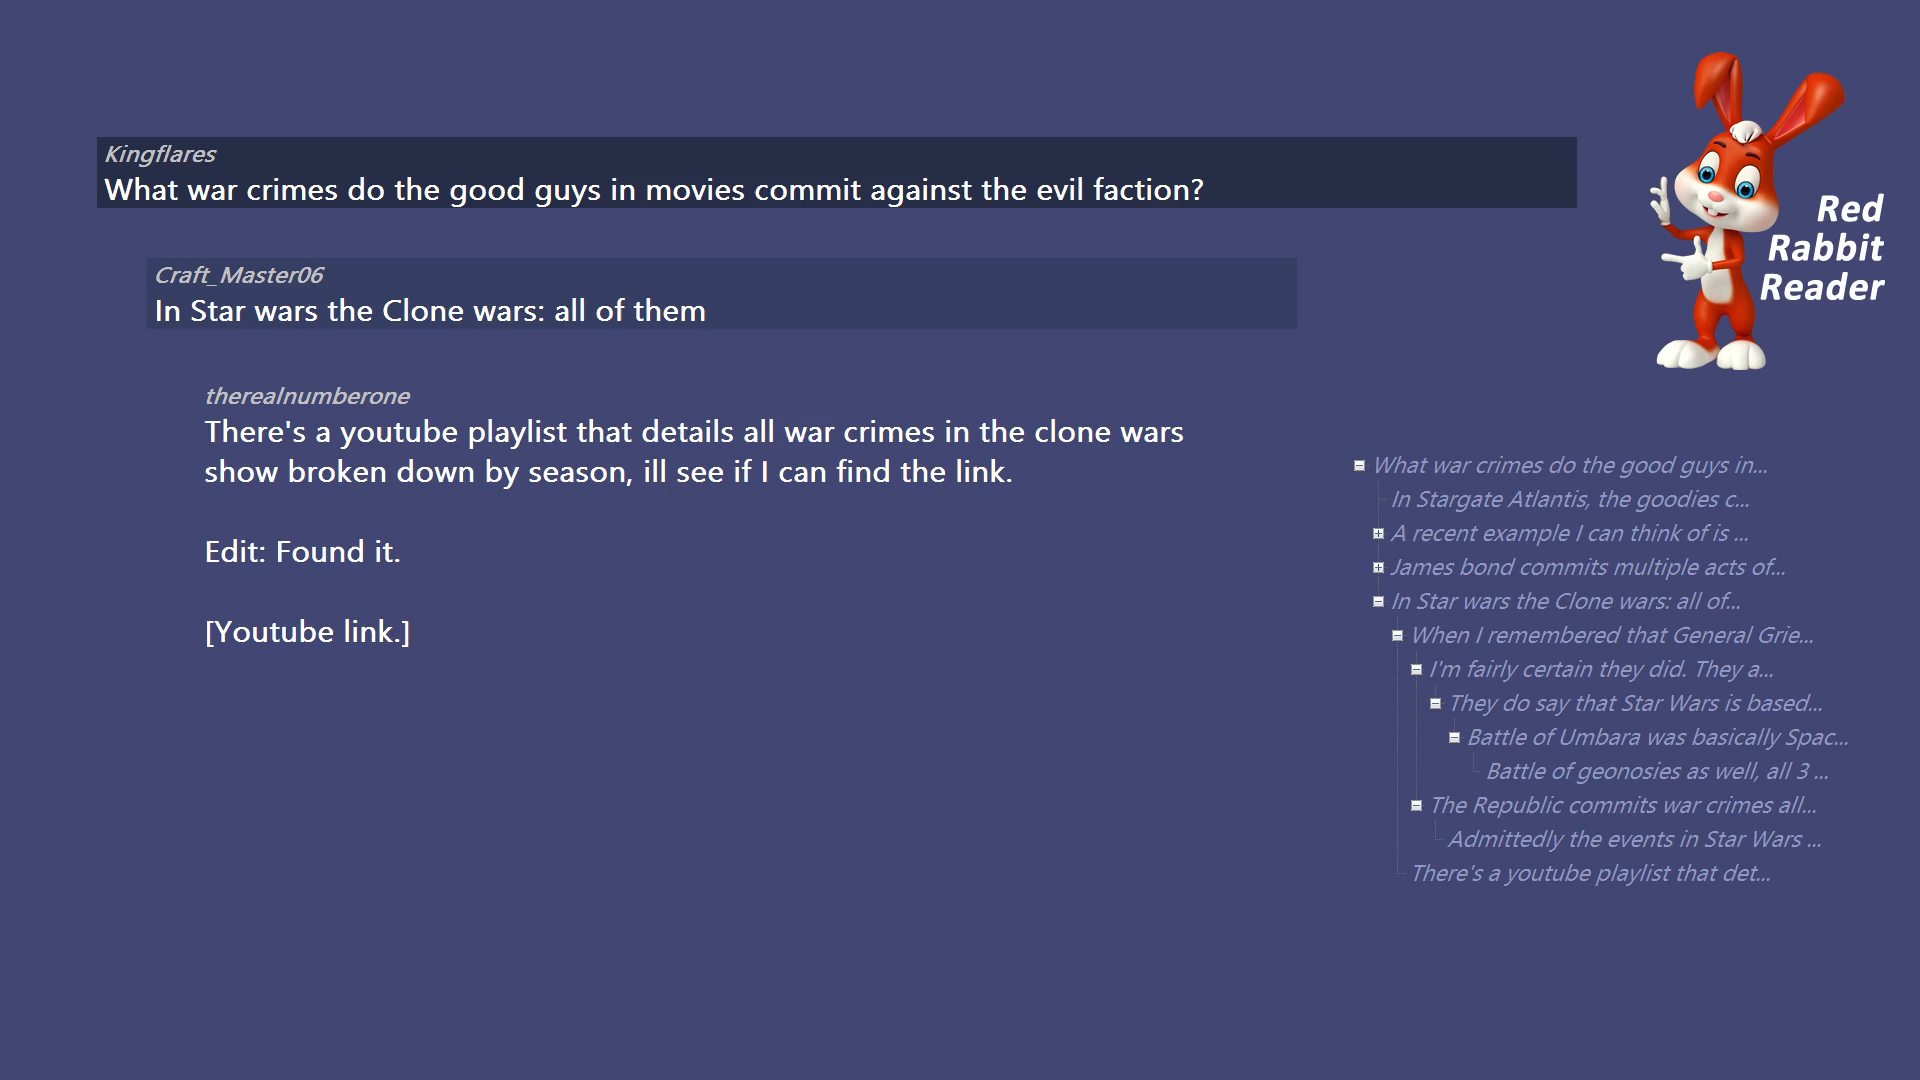 Kingflares
What war crimes do the good guys in movies commit against the evil faction?
Craft_Master06
In Star wars the Clone wars: all of them
therealnumberone
There's a youtube playlist that details all war crimes in the clone wars
show broken down by season, ill see if I can find the link.
Edit: Found it.
[Youtube link.]
Red
Rabbit
Reader
What war crimes do the good guys in...
In Stargate Atlantis, the goodies c...
A recent example I can think of is ...
James bond commits multiple acts of...
In Star wars the Clone wars: all of...
When I remembered that General Grie...
I'm fairly certain they did. They a...
They do say that Star Wars is based...
Battle of Umbara was basically Spac...
Battle of geonosies as well, all 3 ...
The Republic commits war crimes all...
Admittedly the events in Star Wars ...
There's a youtube playlist that det...